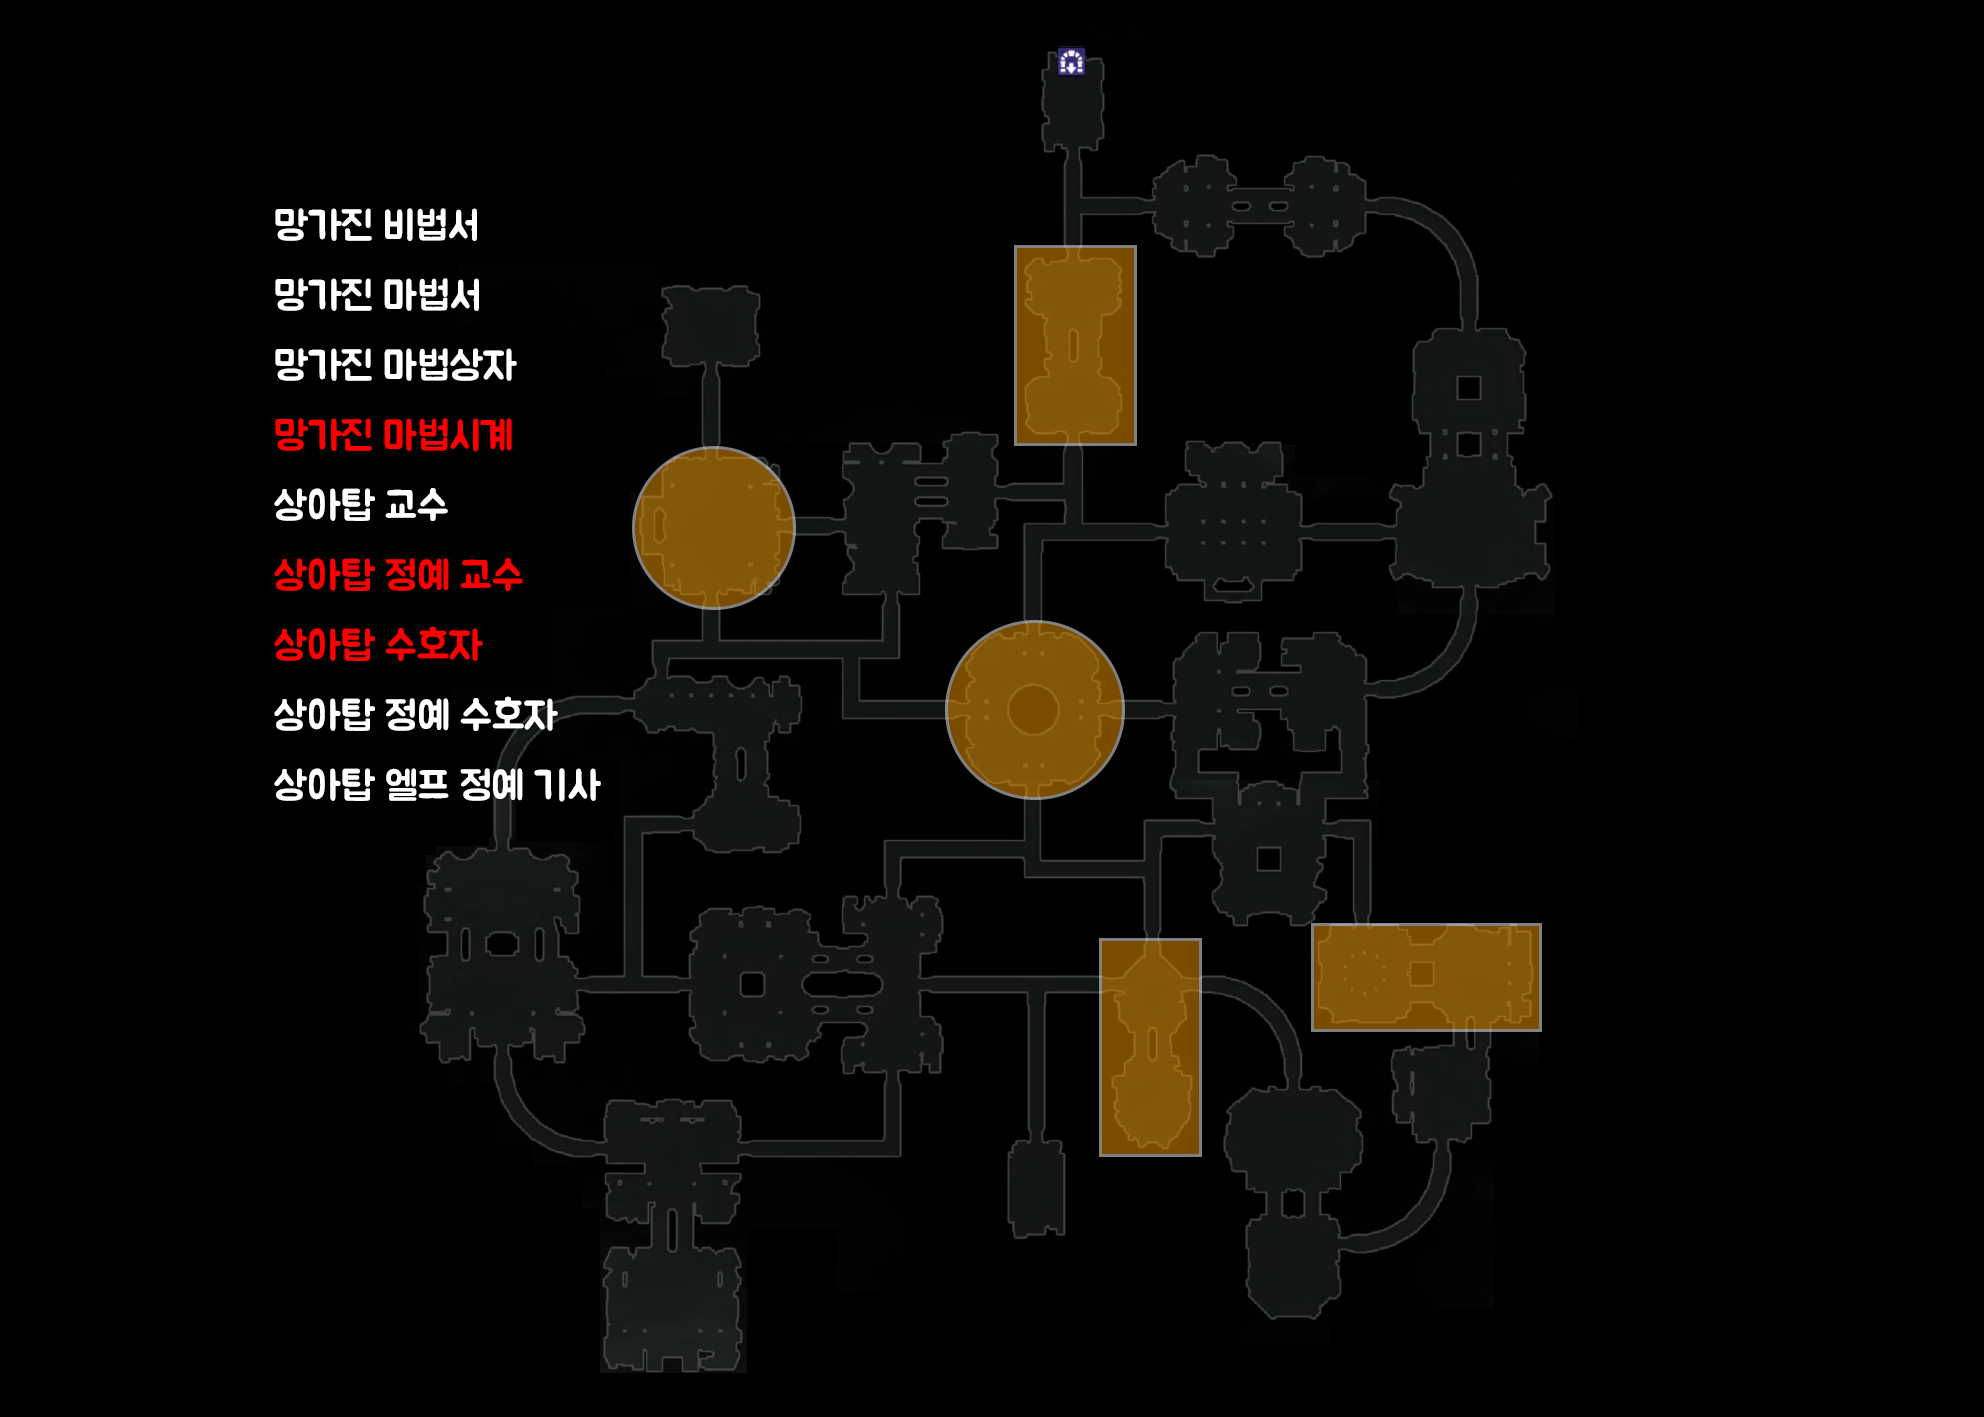 망가진 비법서
망가진 마법서
망가진 마법상자
망가진 마법시계
상아탑 교수
상아탑 정예 교수
상아탑 수호자
상아탑 정예 수호자
상아탑 엘프 정예 기사